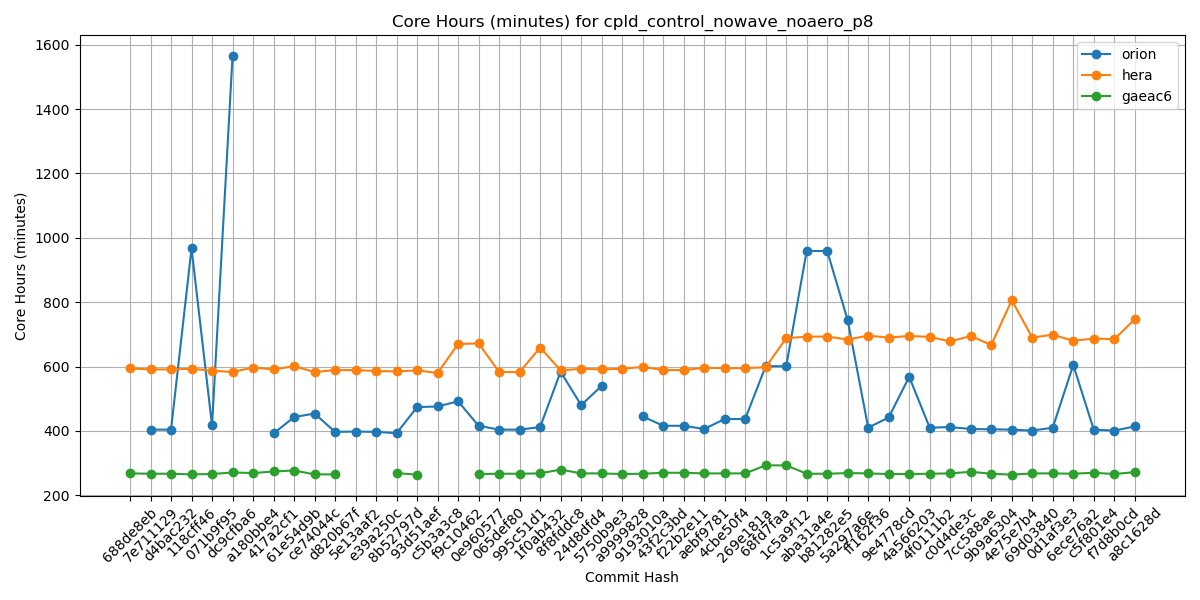 Core Hours (minutes) for cpld_control_nowave_noaero_p8
orion
hera
gaeac6
Core Hours (minutes)
1600
1400
1200
1000
800
600
400
200
688de8eb
7e711129
d4bac232
118cff46
071b9f95
dc9cfba6
a180bbe4
417a2cf1
61e54d9b
ce74044c
d820b67f
5e13aaf2
e39a250c
8b52797d
93d51aef
c5b3a3c8
f9c10462
0e960577
065def80
995c51d1
1f0ab432
8f8fddc8
24d8dfd4
5750b9e3
a9999828
9193010a
43f2c3bd
f22b2e11
aebf9781
4cbe50f4
269e181a
68fd7faa
1c5a9f12
aba31a4e
b81282e5
5a297a6e
ff162f36
9e4778cd
4a566203
4f0111b2
c0d4de3c
7cc588ae
9b9a6304
4e75e7b4
69d03840
0d1af3e3
6ece76a2
c5f801e4
f7d8b0cd
a8c1628d
Commit Hash